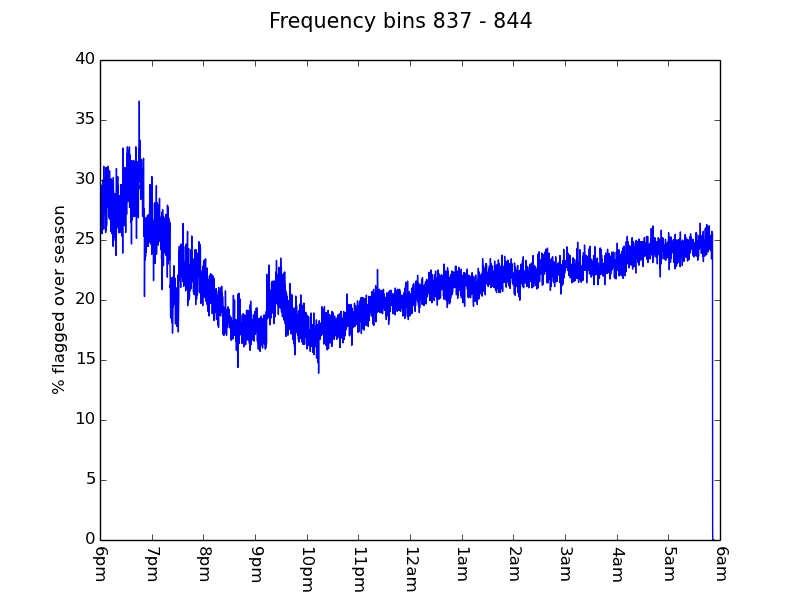 Frequency bins 837 - 844
% flagged over season
40
35
30
25
20
15
10
5
0
6pm
7pm
8pm
9pm
10pm
11pm
12am
1am
2am
3am
4am
5am
6am